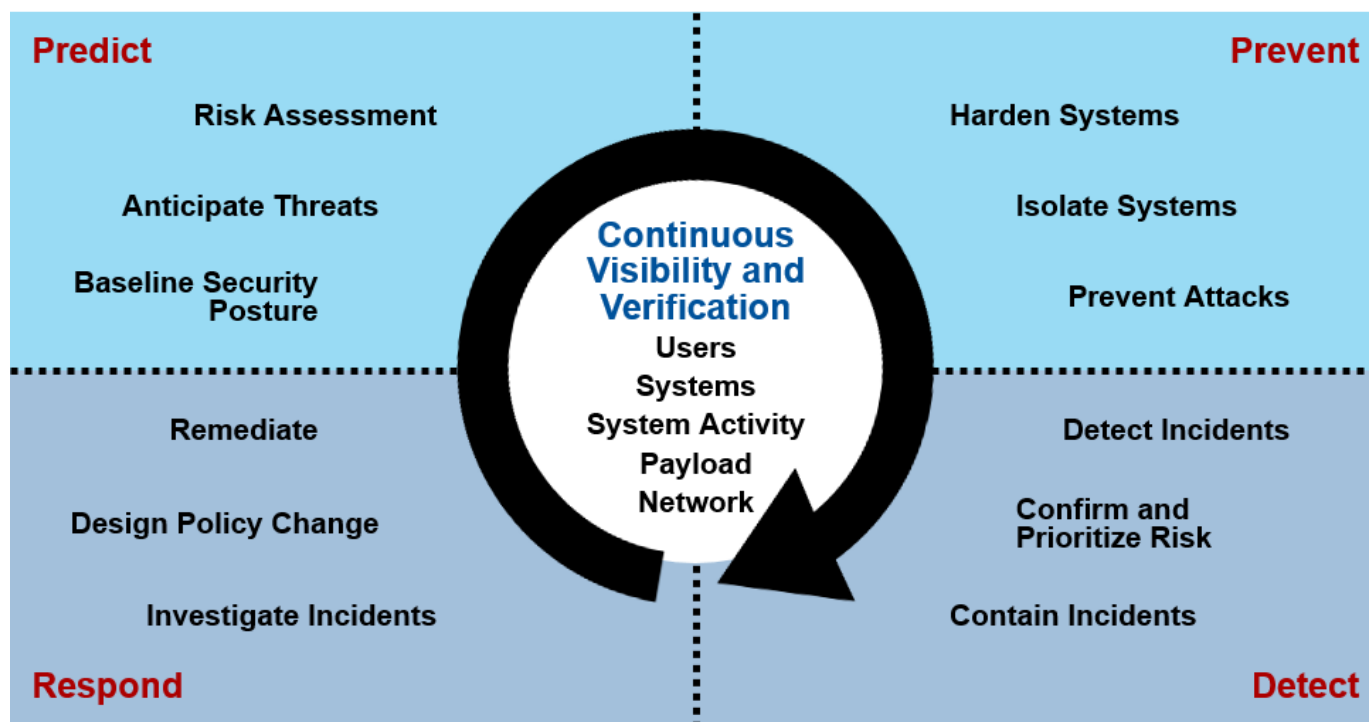 Predict
Risk Assessment
Anticipate Threats
Baseline Security
Posture
Prevent
Harden Systems
Isolate Systems
Prevent Attacks
Continuous
Visibility and
Verification
Users
Systems
System Activity
Payload
Network
Remediate
Design Policy Change
Investigate Incidents
Respond
Detect Incidents
Confirm and
Prioritize Risk
Contain Incidents
Detect